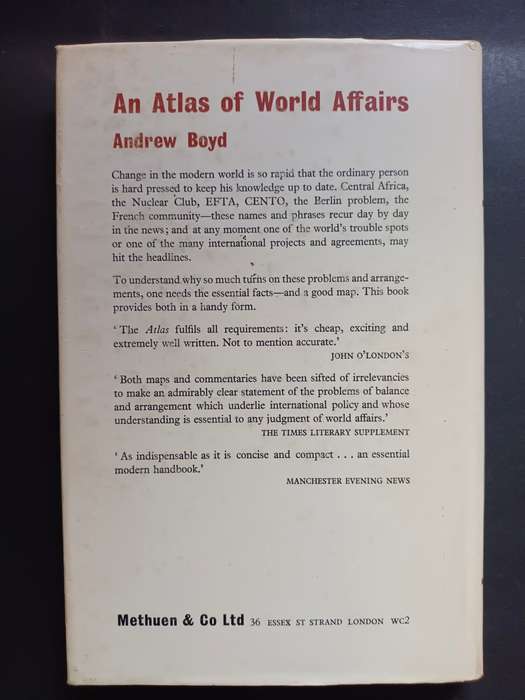 An Atlas of World Affairs
Andrew Boyd
Change in the modern world is so rapid that the ordinary person
is hard pressed to keep his knowledge up to date. Central Africa,
the Nuclear Club, EFTA, CENTO, the Berlin problem, the
French community—these names and phrases recur day by day
in the news; and at any moment one of the world's trouble spots
or one of the many international projects and agreements, may
hit the headlines.
To understand why so much turns on these problems and arrange-
ments, one needs the essential facts—and a good map. This book
provides both in a handy form.
'The Atlas fulfils all requirements: it's cheap, exciting and
extremely well written. Not to mention accurate.'
JOHN O'LONDON'S
'Both maps and commentaries have been sifted of irrelevancies
to make an admirably clear statement of the problems of balance
and arrangement which underlie international policy and whose
understanding is essential to any judgment of world affairs.'
THE TIMES LITERARY SUPPLEMENT
'As indispensable as it is concise and compact . . . an essential
modern handbook.'
MANCHESTER EVENING NEWS
Methuen & Co Ltd 36 ESSEX ST STRAND LONDON WC2